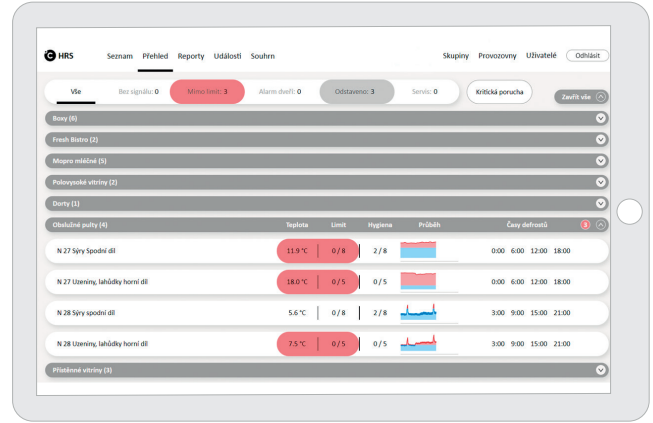 HRS Seznam Přehled Reporty Události Souhrn Skupiny Provozovny Uživatelé Odhlásit
Vše Bez signálu: 0 Mimo limit: 3 Alarm dveří: 0 Odstaveno: 3 Servis: 0 Kritická porucha Zavřít vše
Boxy (6)
Fresh Bistro (2)
Mopro mléčné (5)
Polovysoké vitríny (2)
Dorty (1)
Obslužné pulty (4) Teplota Limit Hygiena Průběh Časy defrostů 3
N 27 Sýry Spodní díl 11.9 °C 0 / 8 2 / 8 0:00 6:00 12:00 18:00
N 27 Uzeniny, lahůdky horní díl 18.0 °C 0 / 5 0 / 5 0:00 6:00 12:00 18:00
N 28 Sýry spodní díl 5.6 °C 0 / 8 2 / 8 3:00 9:00 15:00 21:00
N 28 Uzeniny, lahůdky horní díl 7.5 °C 0 / 5 0 / 5 3:00 9:00 15:00 21:00
Přístěnné vitríny (3)